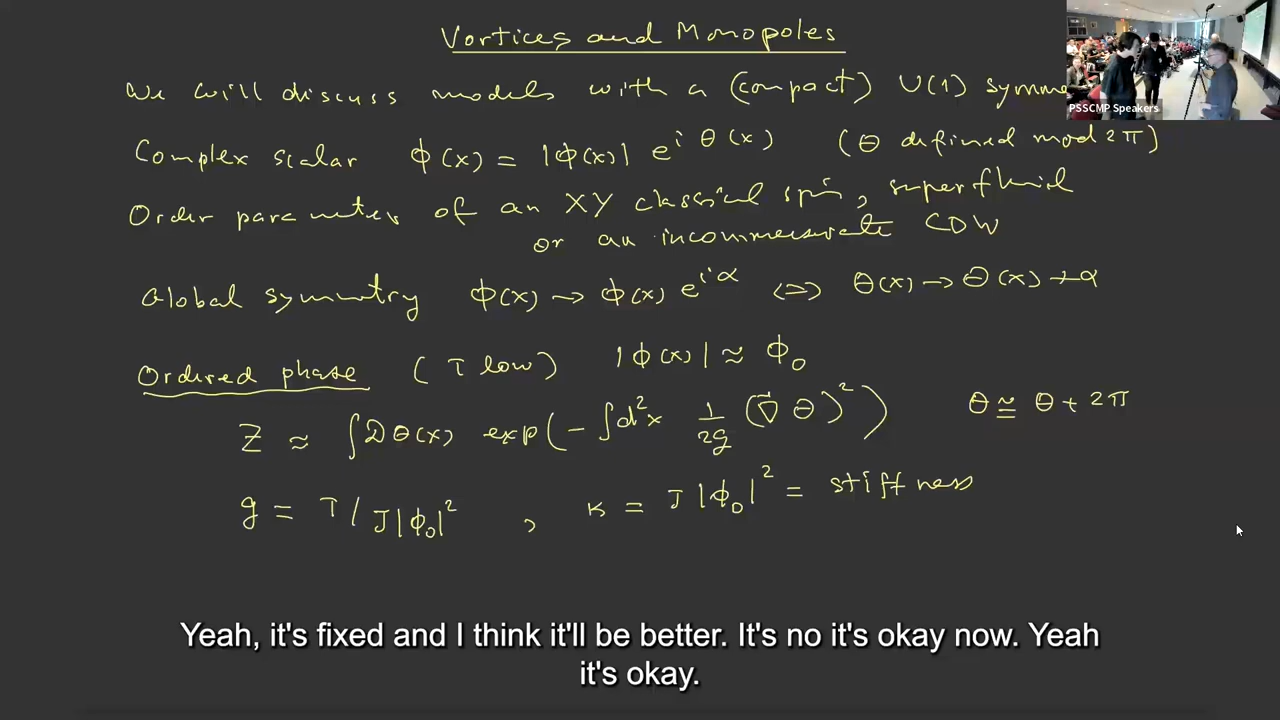 Vortices and Monopoles
We will discuss models with a (compact) U(1) symme
PSSCMP Speakers
Complex scalar ϕ(x) = |ϕ(x)| e^{iθ(x)} (θ defined mod 2π)
Order parameter of an XY classical spin, superfluid
or an incommensurate CDW
Global symmetry ϕ(x) → ϕ(x) e^{iα} ⇔ θ(x) → θ(x) + α
Ordered phase (T low) |ϕ(x)| ≈ ϕ₀
Z ≈ ∫Dθ(x) exp(-∫d²x 1/2g (∇⃗ θ)²) θ ≅ θ + 2π
g = T / J|ϕ₀|² , κ = J |ϕ₀|² = stiffness
Yeah, it's fixed and I think it'll be better. It's no it's okay now. Yeah
it's okay.